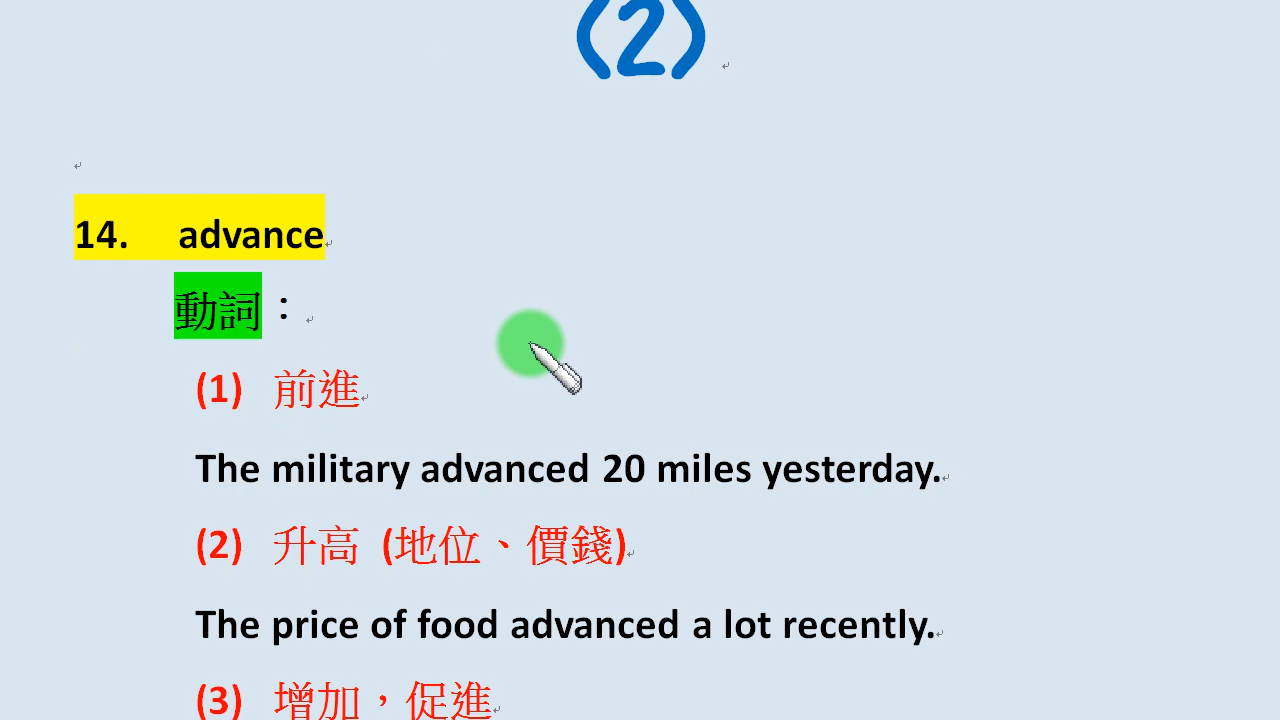 (2)
14. advance
動詞：
(1) 前進
The military advanced 20 miles yesterday.
(2) 升高 (地位、價錢)
The price of food advanced a lot recently.
(3) 增加，促進